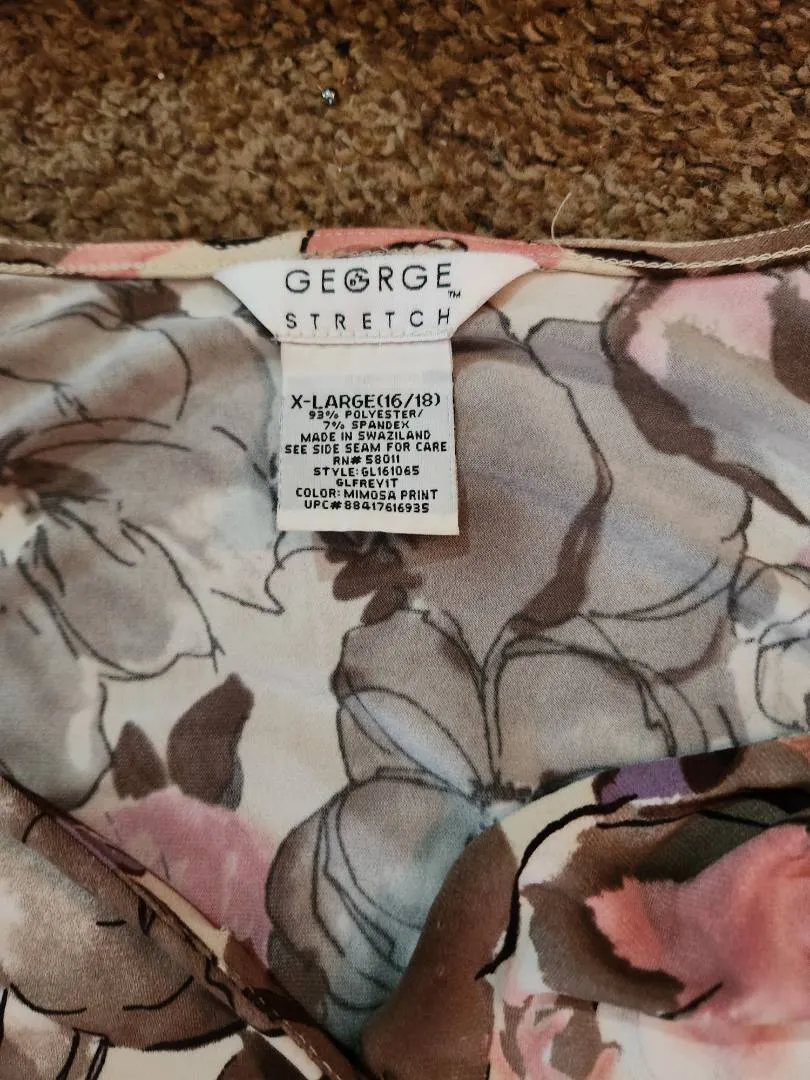 GEORGE™
STRETCH
X-LARGE(16/18)
93% POLYESTER/
7% SPANDEX
MADE IN SWAZILAND
SEE SIDE SEAM FOR CARE
RN# 58011
STYLE:GL161065
GLFREV1T
COLOR: MIMOSA PRINT
UPC#88417616935